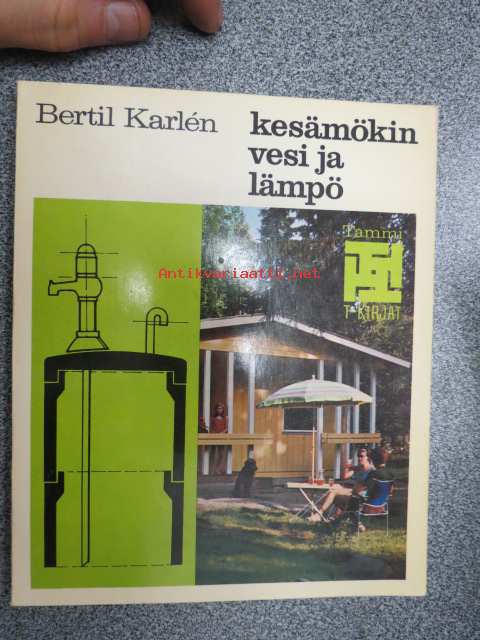 Bertil Karlén
kesämökin
vesi ja
lämpö
Tammi
T-KIRJAT
Antikvariaatti.net